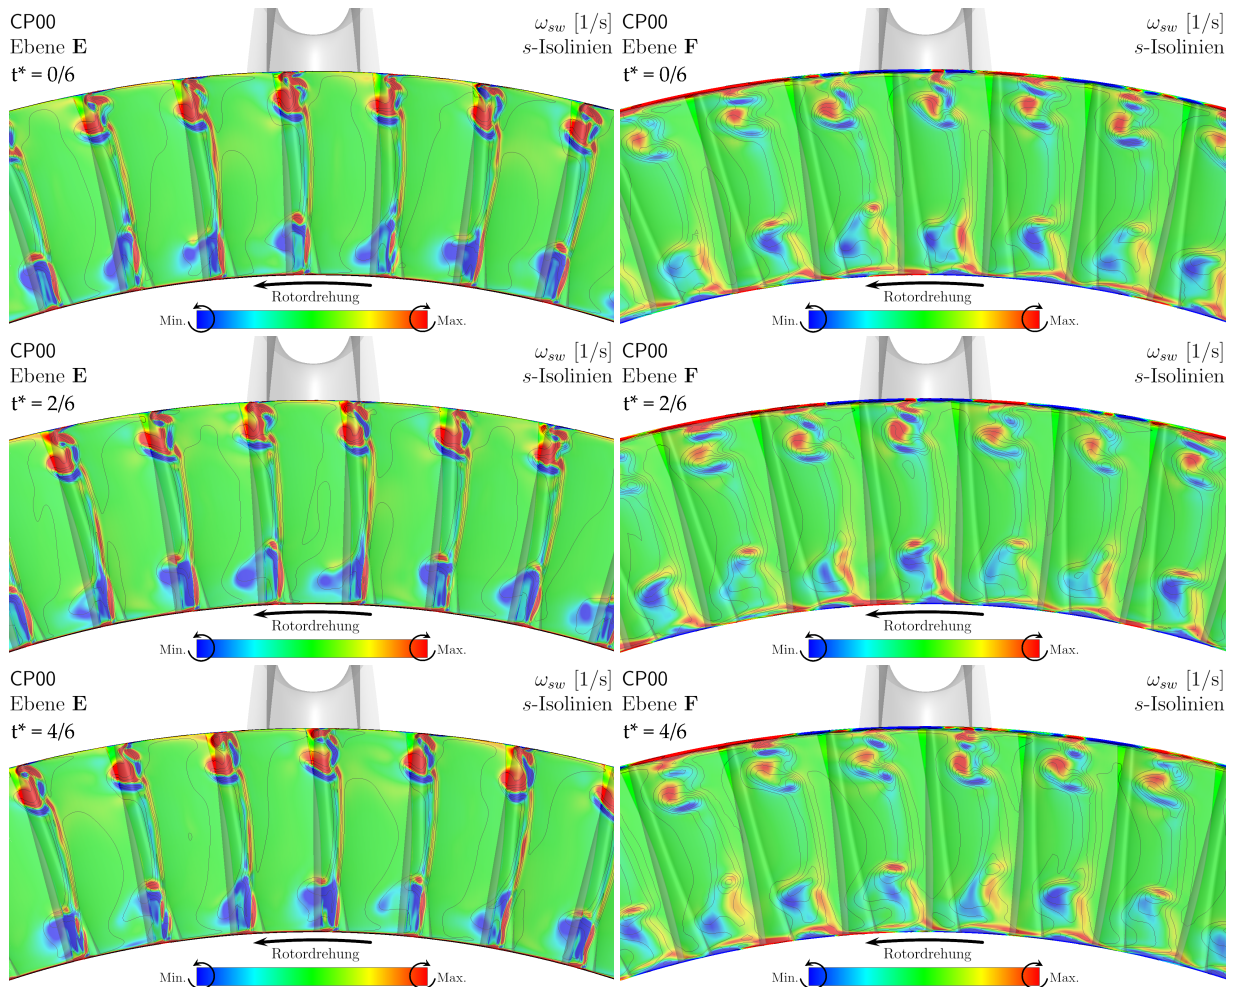 CP00
Ebene E
t* = 0/6
ω_sw [1/s]
s-Isolinien
Rotordrehung
Min.
Max.
CP00
Ebene F
t* = 0/6
ω_sw [1/s]
s-Isolinien
Rotordrehung
Min.
Max.
CP00
Ebene E
t* = 2/6
ω_sw [1/s]
s-Isolinien
Rotordrehung
Min.
Max.
CP00
Ebene F
t* = 2/6
ω_sw [1/s]
s-Isolinien
Rotordrehung
Min.
Max.
CP00
Ebene E
t* = 4/6
ω_sw [1/s]
s-Isolinien
Rotordrehung
Min.
Max.
CP00
Ebene F
t* = 4/6
ω_sw [1/s]
s-Isolinien
Rotordrehung
Min.
Max.